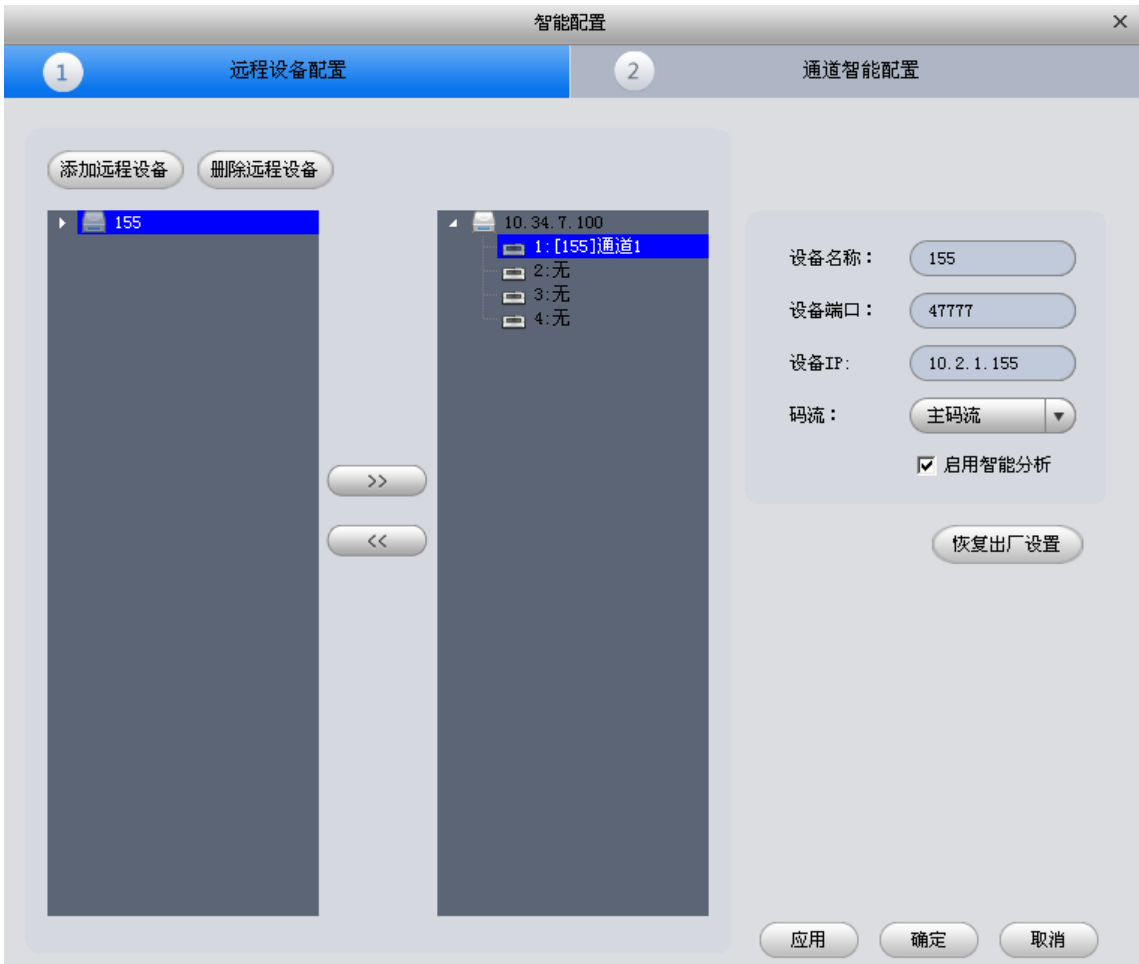 智能配置
1 远程设备配置
2 通道智能配置
添加远程设备 删除远程设备
155
10.34.7.100
1:[155]通道1
2:无
3:无
4:无
>>
<<
设备名称： 155
设备端口： 47777
设备IP: 10.2.1.155
码流： 主码流
启用智能分析
恢复出厂设置
应用 确定 取消